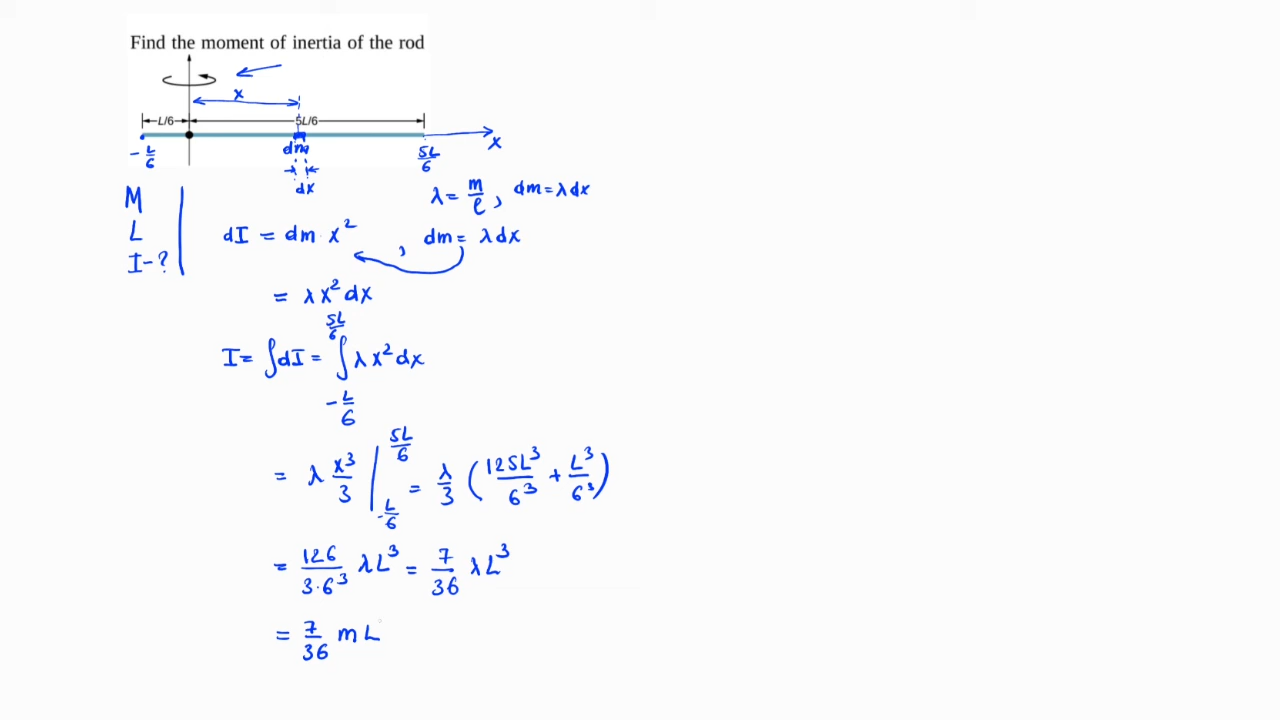 Find the moment of inertia of the rod
x
L/6 5L/6
dm x
-L/6 5L/6
dx
M λ = m/ℓ, dm = λdx
L dI = dm · x², dm = λdx
I - ?
= λx²dx
I = ∫dI = ∫_{-L/6}^{5L/6} λx²dx
= λ x³/3 |_{-L/6}^{5L/6} = λ/3 (125L³/6³ + L³/6³)
= 126/3·6³ λL³ = 7/36 λL³
= 7/36 mL